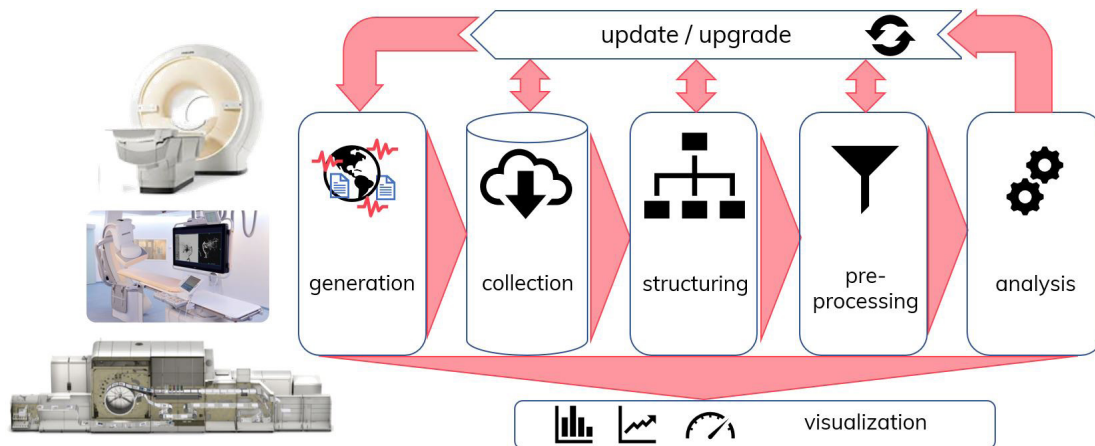 update / upgrade
generation
collection
structuring
pre-
processing
analysis
visualization